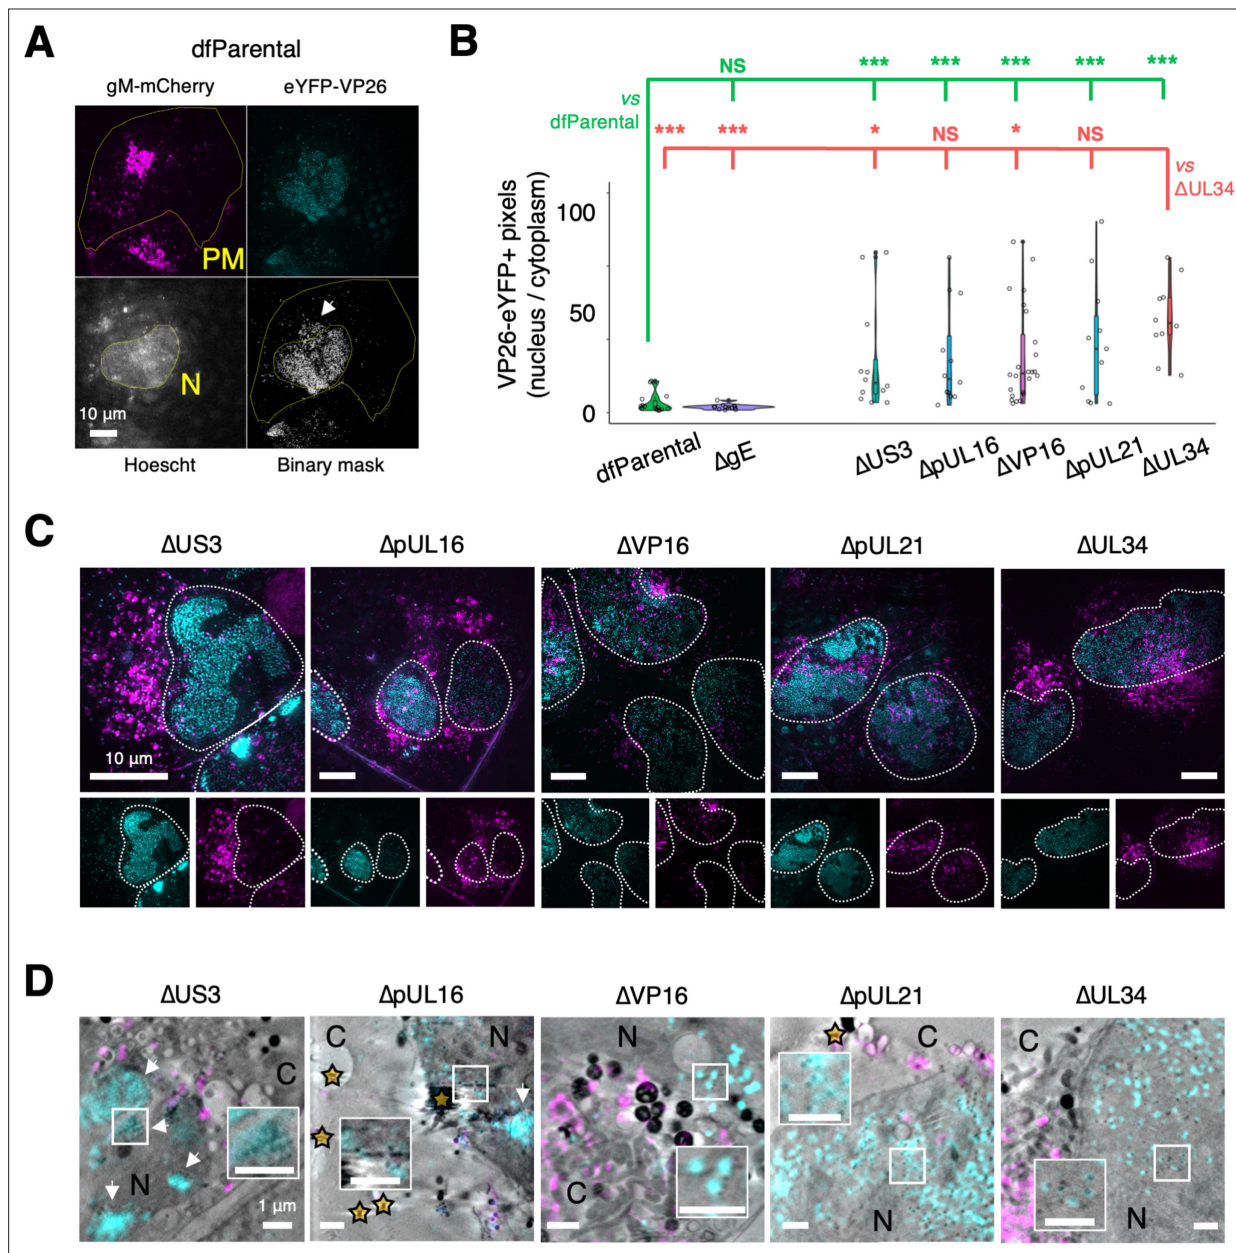 A
dfParental
gM-mCherry
eYFP-VP26
PM
N
10 µm
Hoescht
Binary mask
B
NS
***
***
***
***
***
vs
dfParental
***
***
*
NS
*
NS
vs
ΔUL34
VP26-eYFP+ pixels
(nucleus / cytoplasm)
100
50
0
dfParental
ΔgE
ΔUS3
ΔpUL16
ΔVP16
ΔpUL21
ΔUL34
C
ΔUS3
ΔpUL16
ΔVP16
ΔpUL21
ΔUL34
10 µm
D
ΔUS3
ΔpUL16
ΔVP16
ΔpUL21
ΔUL34
C
N
1 µm
C
N
N
C
C
N
C
N